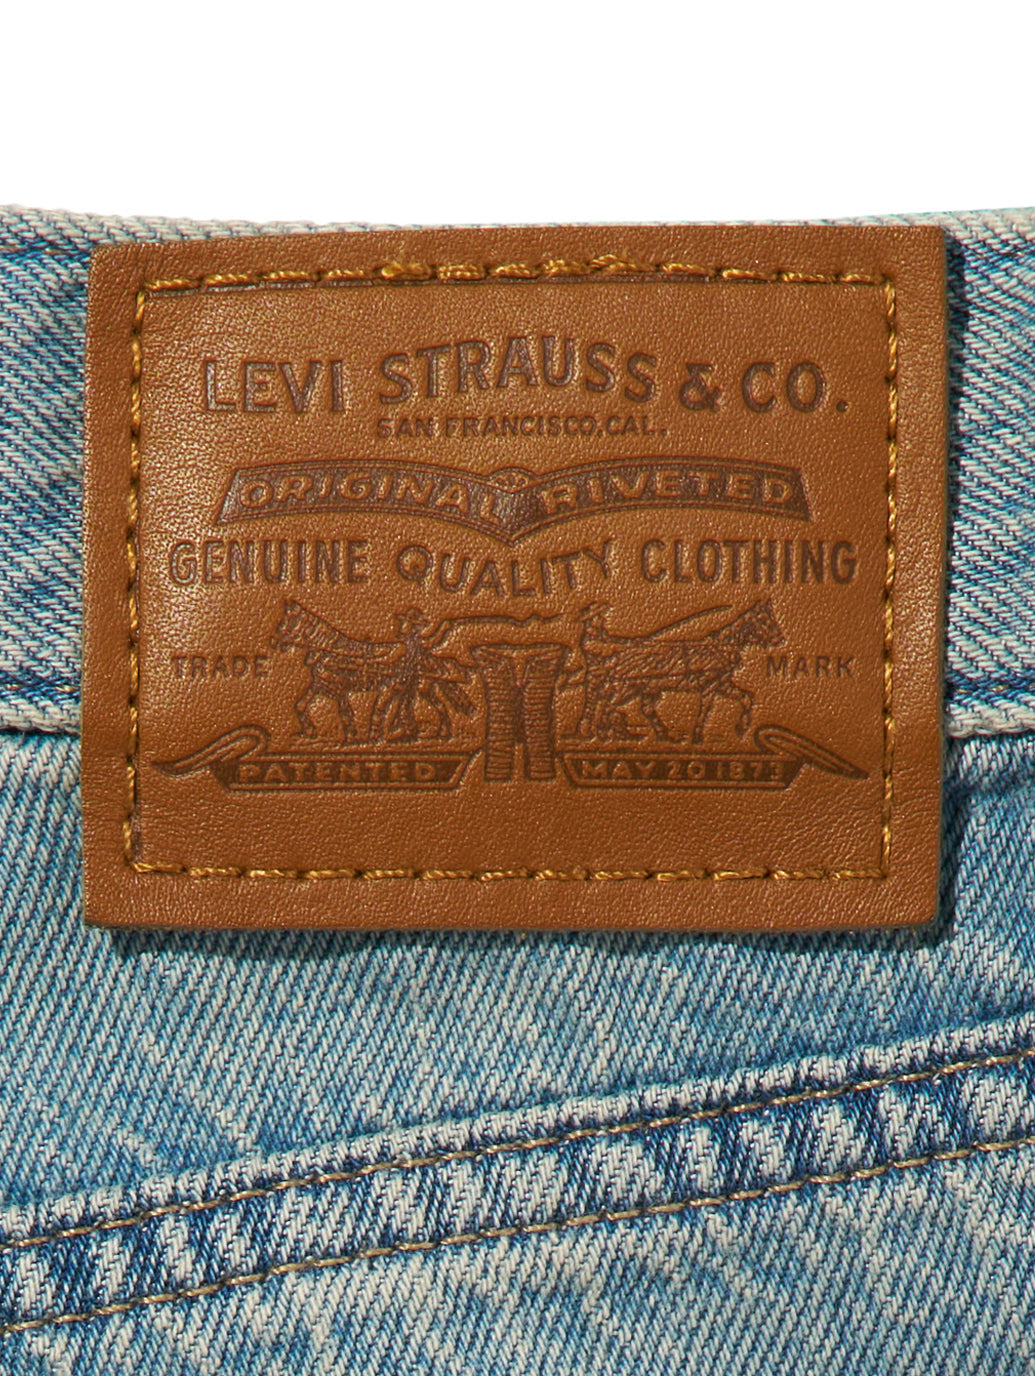 LEVI STRAUSS & CO.
SAN FRANCISCO, CAL.
ORIGINAL RIVETED
GENUINE QUALITY CLOTHING
TRADE MARK
PATENTED MAY 20 1873